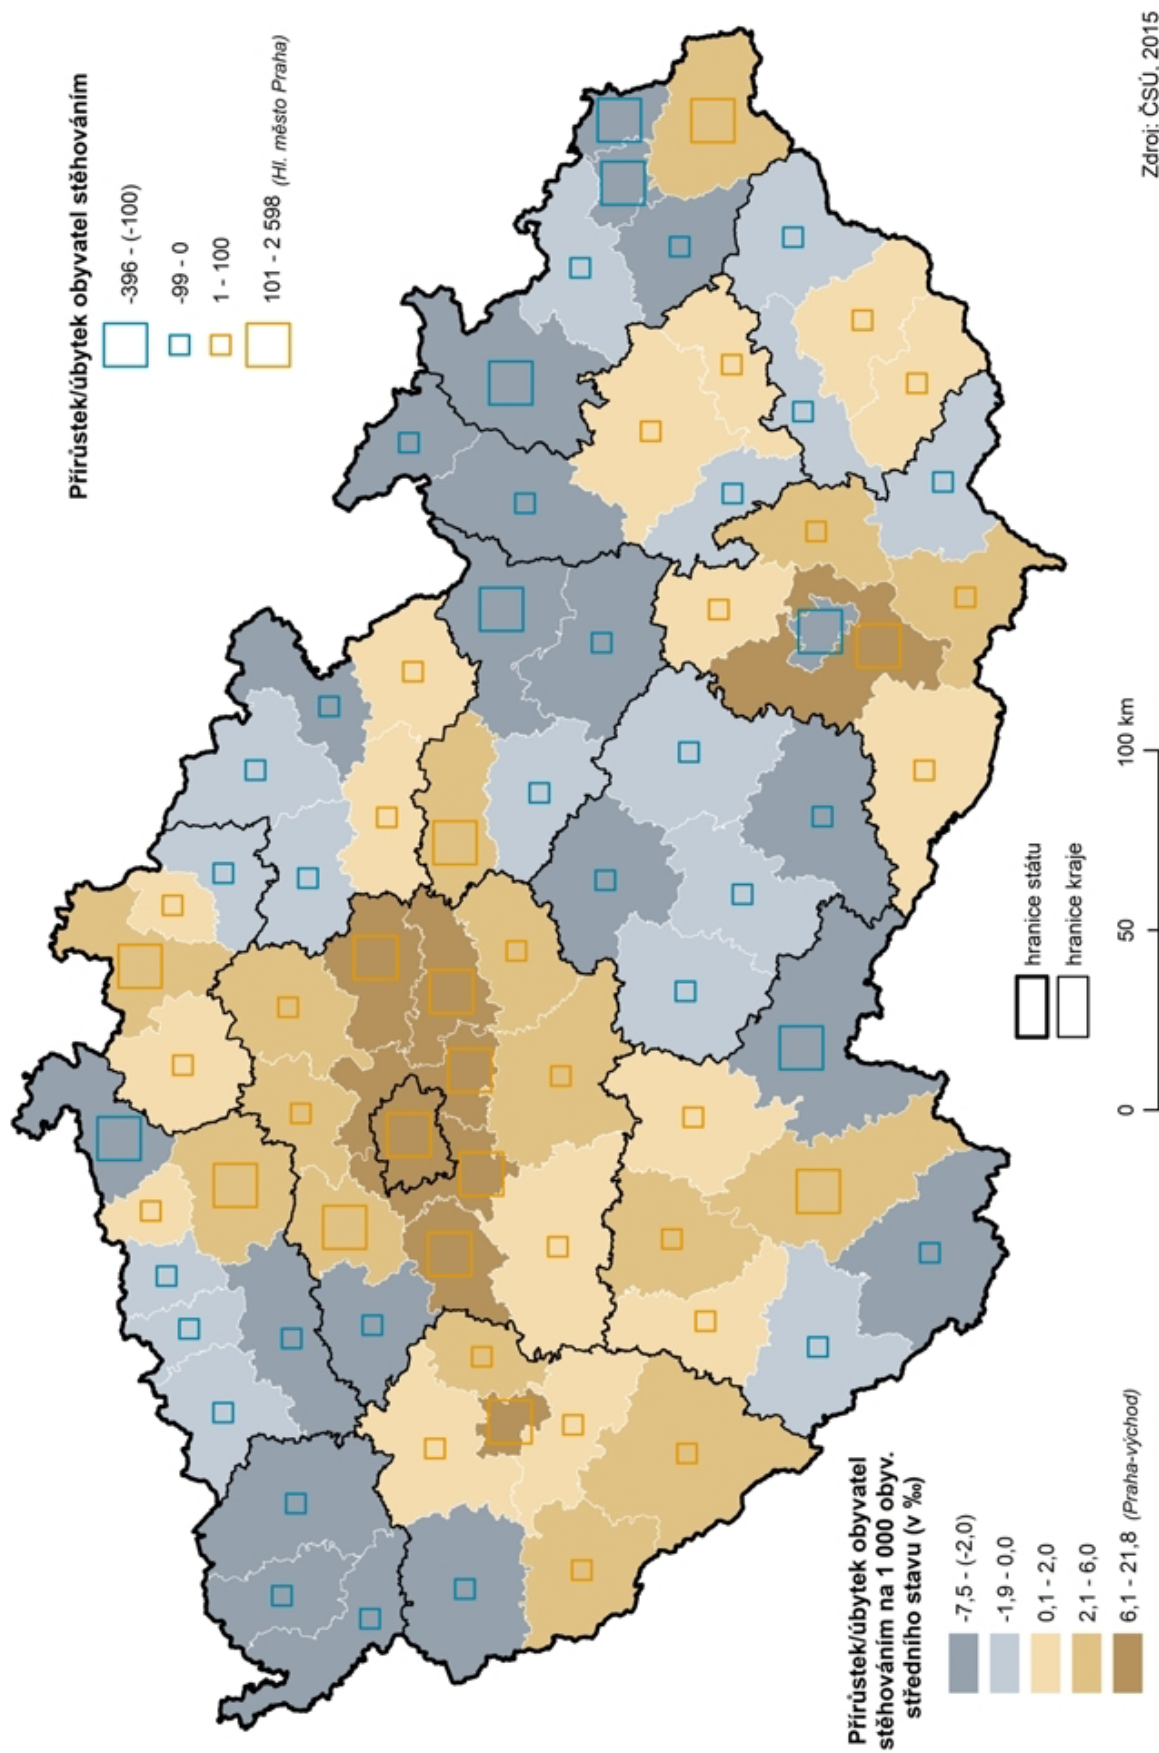 Přírůstek/úbytek obyvatel stěhováním
-396 - (-100)
-99 - 0
1 - 100
101 - 2 598 (Hl. město Praha)
Přírůstek/úbytek obyvatel
stěhováním na 1 000 obyv.
středního stavu (v ‰)
-7,5 - (-2,0)
-1,9 - 0,0
0,1 - 2,0
2,1 - 6,0
6,1 - 21,8 (Praha-východ)
hranice státu
hranice kraje
0 50 100 km
Zdroj: ČSÚ, 2015